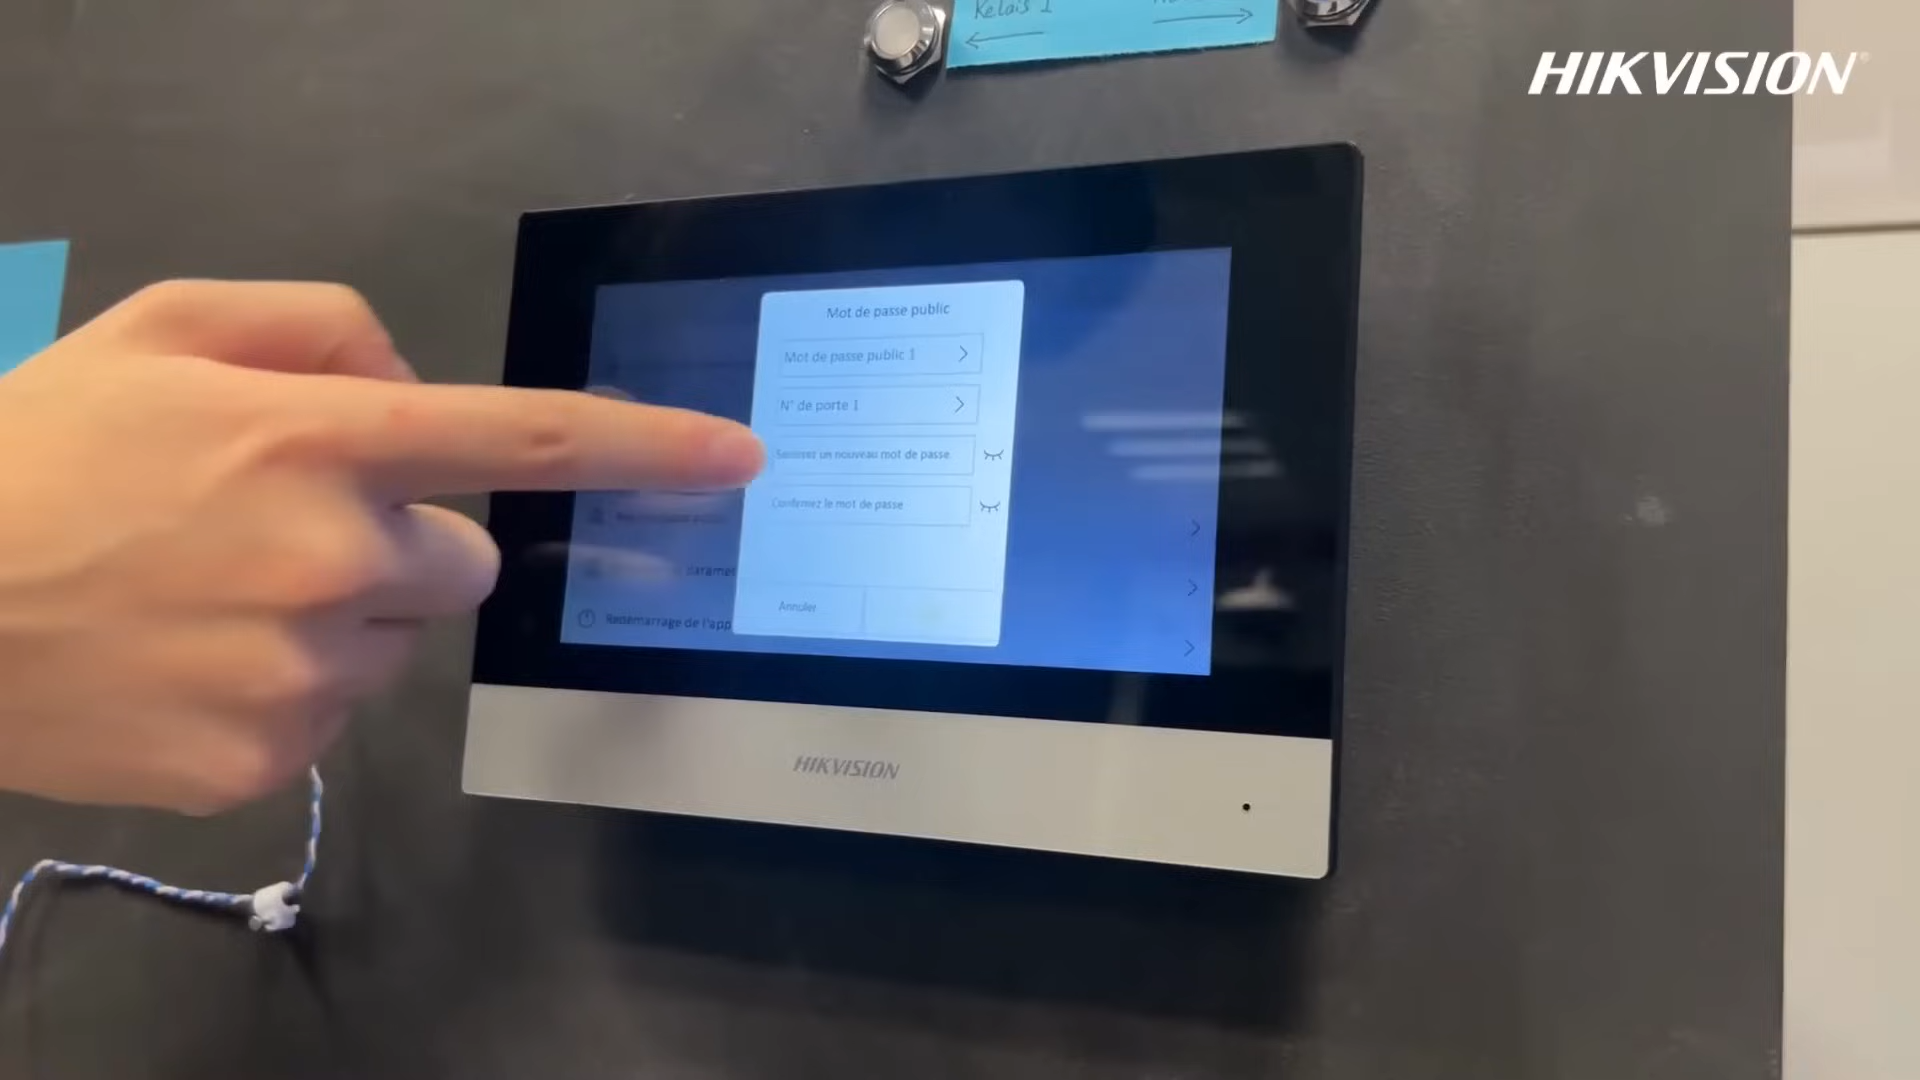 Relais 1
HIKVISION
Mot de passe public
Mot de passe public 1
N° de porte 1
Saisissez un nouveau mot de passe
Confirmez le mot de passe
Annuler
Redémarrage de l'app
HIKVISION